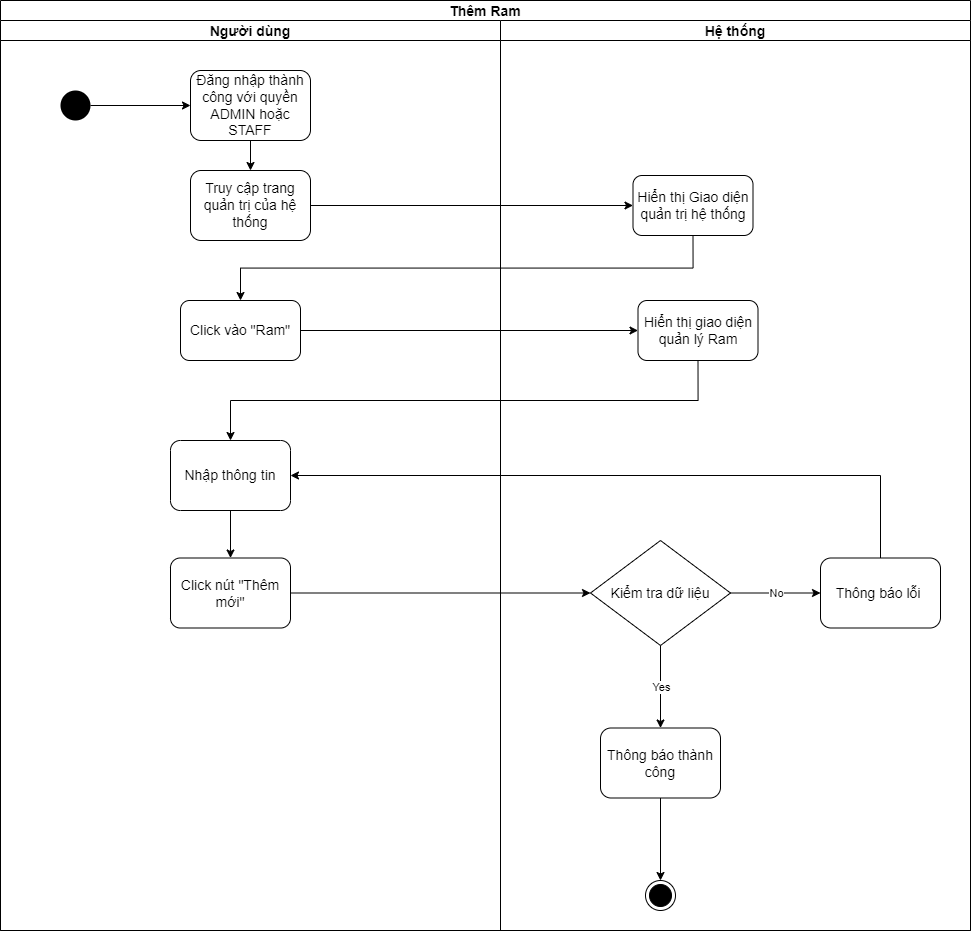 Thêm Ram
Người dùng
Hệ thống
Đăng nhập thành
công với quyền
ADMIN hoặc
STAFF
Truy cập trang
quản trị của hệ
thống
Hiển thị Giao diện
quản trị hệ thống
Click vào "Ram"
Hiển thị giao diện
quản lý Ram
Nhập thông tin
Click nút "Thêm
mới"
Kiểm tra dữ liệu
No
Thông báo lỗi
Yes
Thông báo thành
công